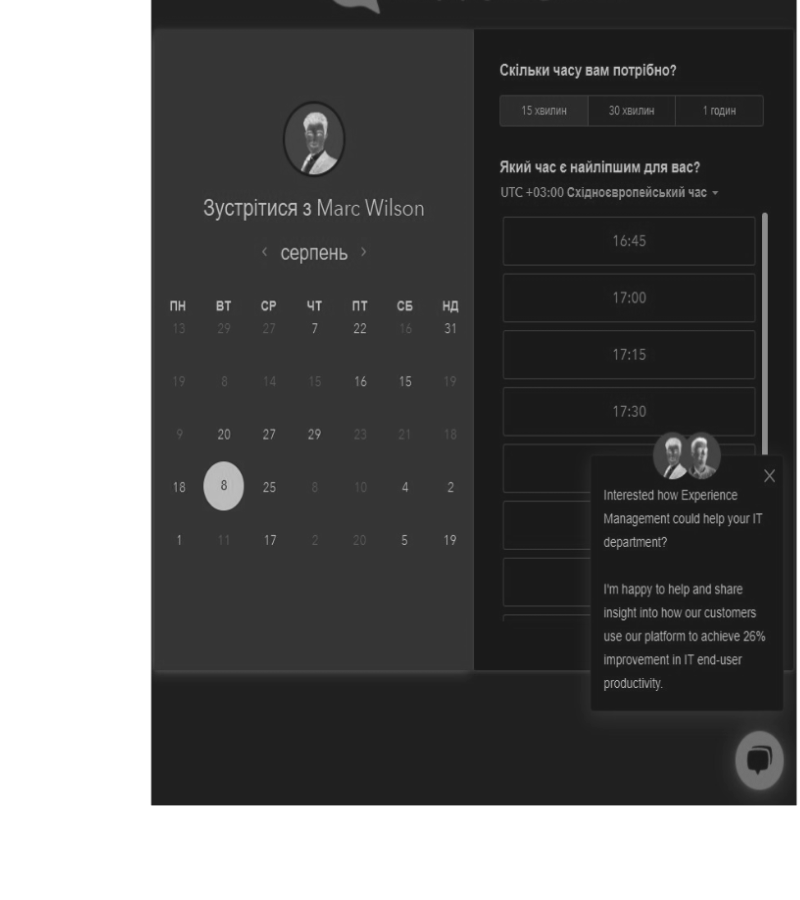 Зустрітися з Marc Wilson
‹ серпень ›
ПН ВТ СР ЧТ ПТ СБ НД
13 29 27 7 22 16 31
19 8 14 15 16 15 19
9 20 27 29 23 21 18
18 8 25 8 10 4 2
1 11 17 2 20 5 19
Скільки часу вам потрібно?
15 хвилин 30 хвилин 1 годин
Який час є найліпшим для вас?
UTC +03:00 Східноєвропейський час
16:45
17:00
17:15
17:30
Interested how Experience
Management could help your IT
department?
I'm happy to help and share
insight into how our customers
use our platform to achieve 26%
improvement in IT end-user
productivity.